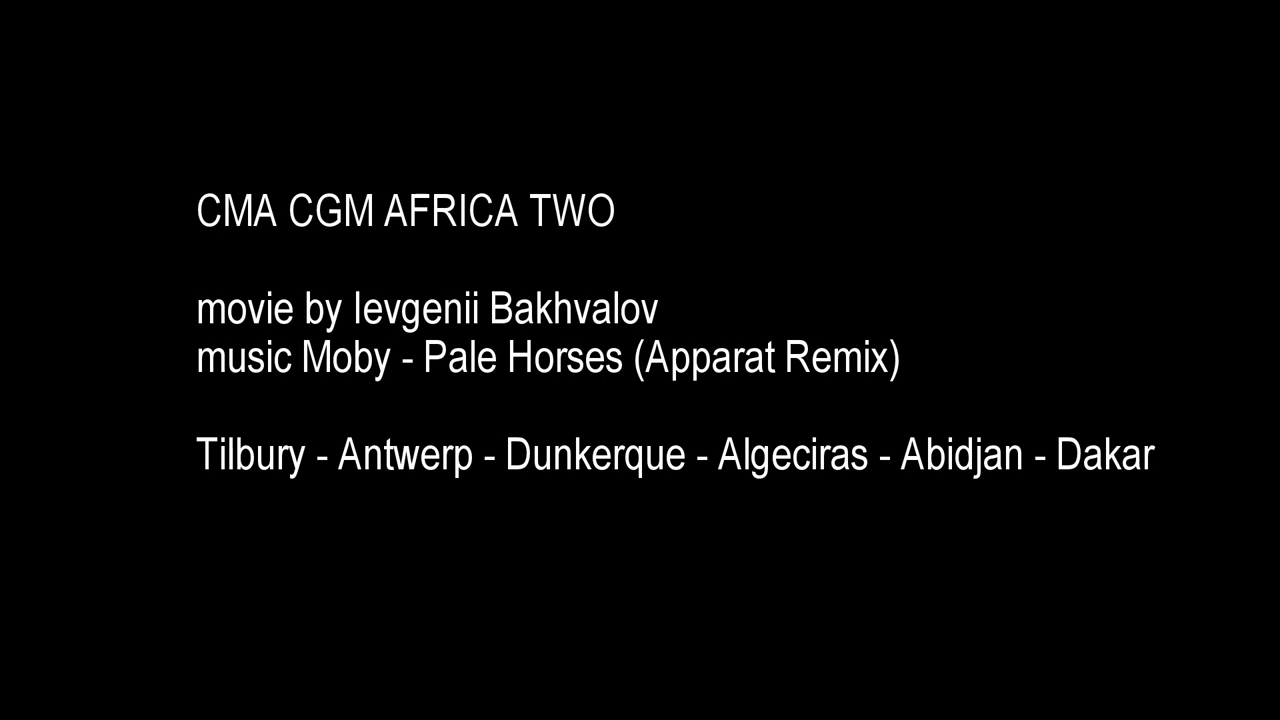 CMA CGM AFRICA TWO
movie by Ievgenii Bakhvalov
music Moby - Pale Horses (Apparat Remix)
Tilbury - Antwerp - Dunkerque - Algeciras - Abidjan - Dakar